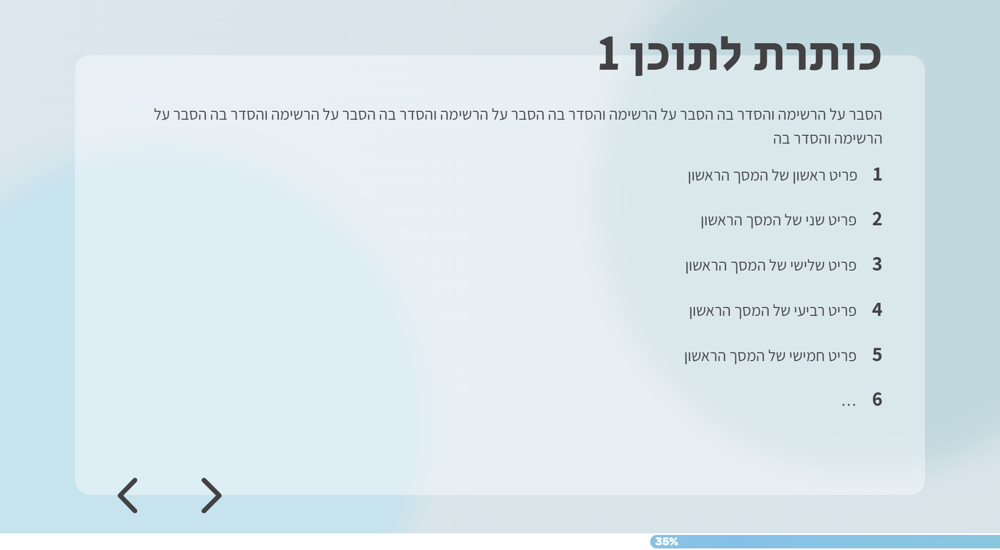 כותרת לתוכן 1
הסבר על הרשימה והסדר בה הסבר על הרשימה והסדר בה הסבר על הרשימה והסדר בה הסבר על הרשימה והסדר בה הסבר על
הרשימה והסדר בה
1 פריט ראשון של המסך הראשון
2 פריט שני של המסך הראשון
3 פריט שלישי של המסך הראשון
4 פריט רביעי של המסך הראשון
5 פריט חמישי של המסך הראשון
6 ...
35%